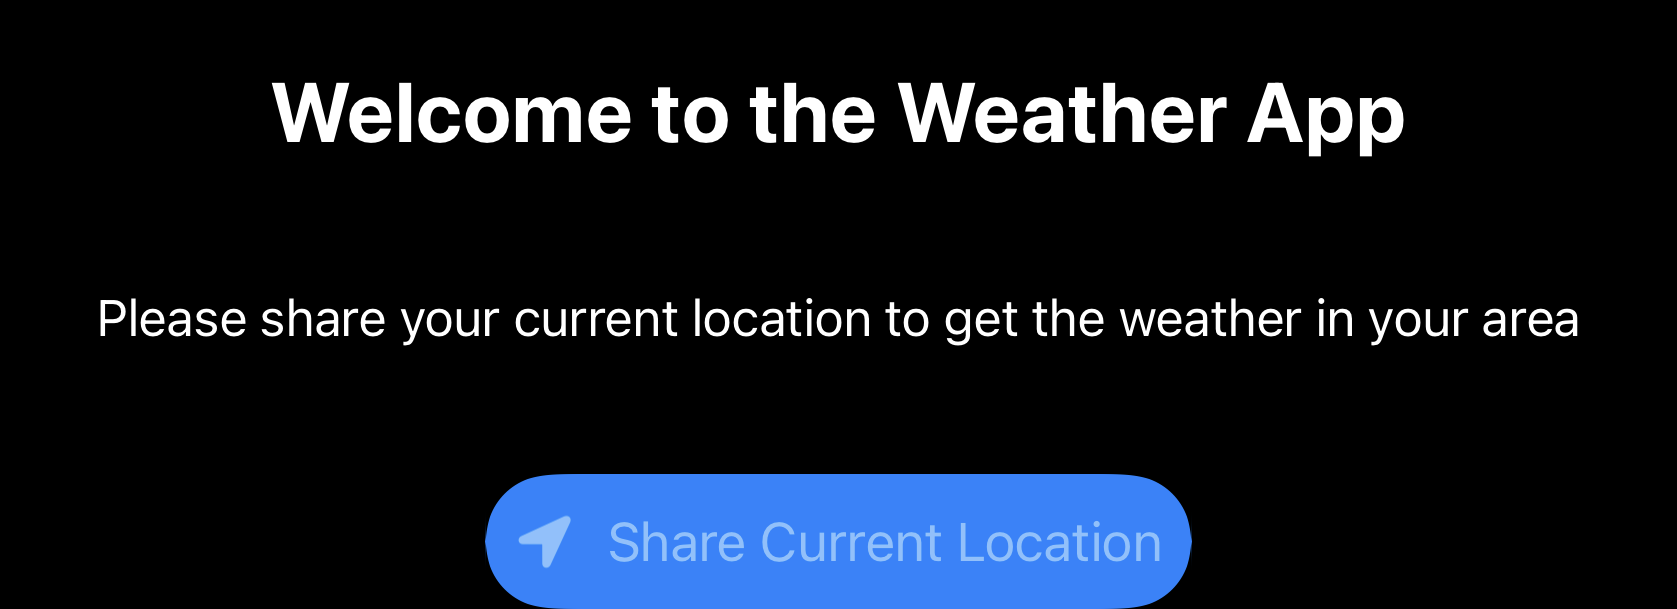 Welcome to the Weather App
Please share your current location to get the weather in your area
Share Current Location